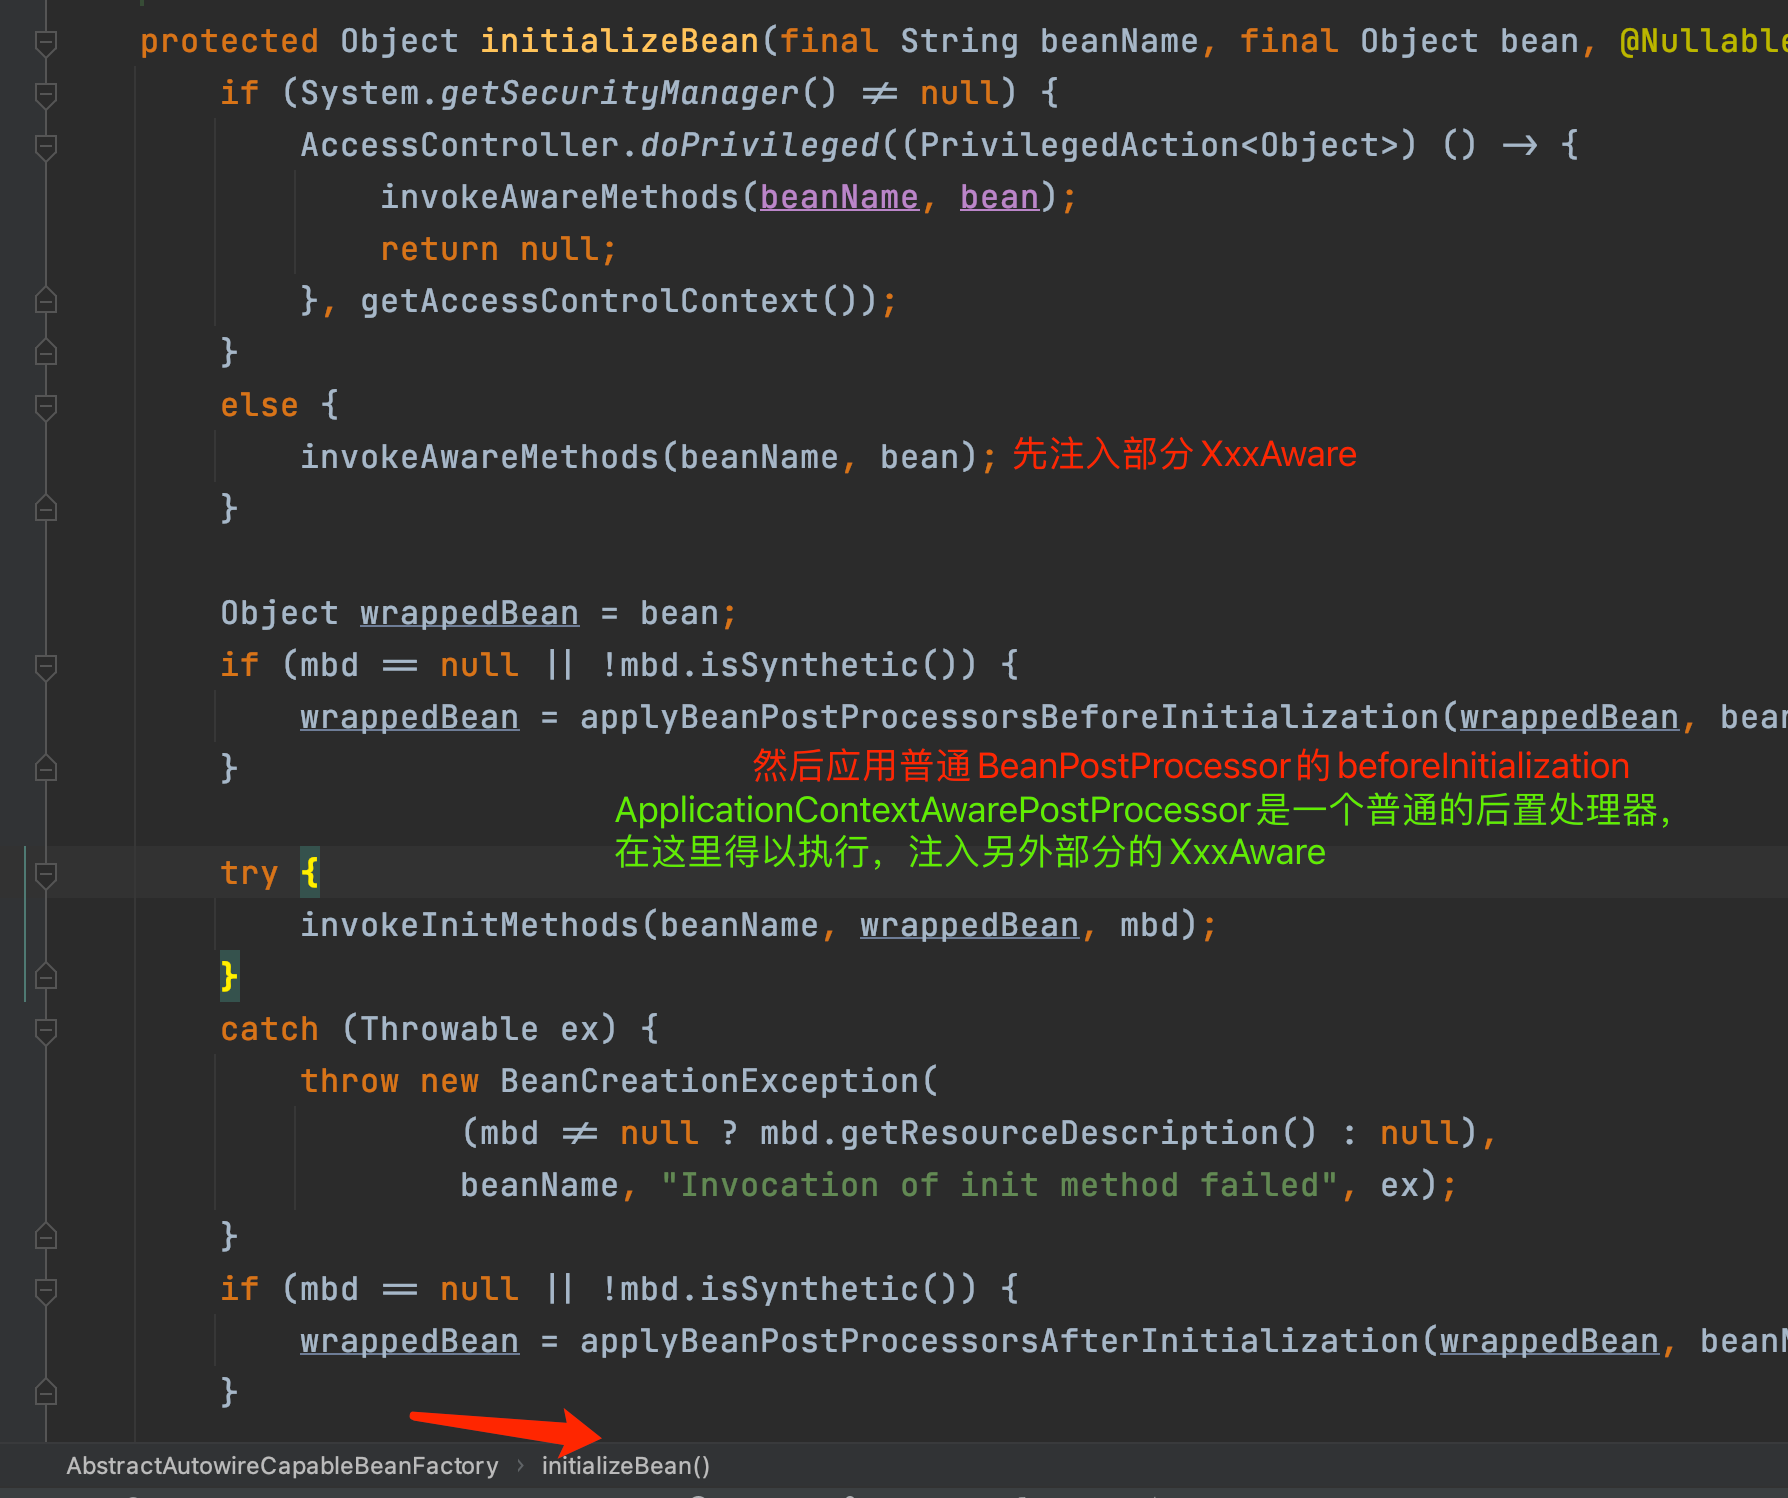 protected Object initializeBean(final String beanName, final Object bean, @Nullable
if (System.getSecurityManager() != null) {
AccessController.doPrivileged((PrivilegedAction<Object>) () -> {
invokeAwareMethods(beanName, bean);
return null;
}, getAccessControlContext());
}
else {
invokeAwareMethods(beanName, bean); 先注入部分 XxxAware
}
Object wrappedBean = bean;
if (mbd == null || !mbd.isSynthetic()) {
wrappedBean = applyBeanPostProcessorsBeforeInitialization(wrappedBean, bean
} 然后应用普通 BeanPostProcessor 的 beforeInitialization
ApplicationContextAwarePostProcessor 是一个普通的后置处理器，
在这里得以执行，注入另外部分的 XxxAware
try {
invokeInitMethods(beanName, wrappedBean, mbd);
}
catch (Throwable ex) {
throw new BeanCreationException(
(mbd != null ? mbd.getResourceDescription() : null),
beanName, "Invocation of init method failed", ex);
}
if (mbd == null || !mbd.isSynthetic()) {
wrappedBean = applyBeanPostProcessorsAfterInitialization(wrappedBean, beanN
}
AbstractAutowireCapableBeanFactory › initializeBean()